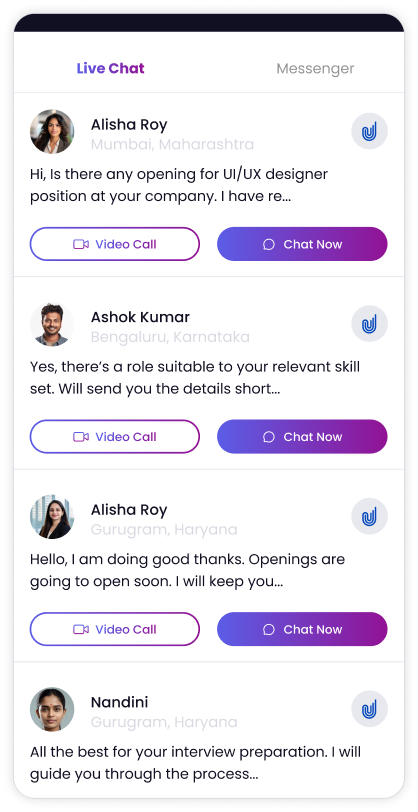 Live Chat
Messenger
Alisha Roy
Mumbai, Maharashtra
Hi, Is there any opening for UI/UX designer
position at your company. I have re...
Video Call
Chat Now
Ashok Kumar
Bengaluru, Karnataka
Yes, there’s a role suitable to your relevant skill
set. Will send you the details short...
Video Call
Chat Now
Alisha Roy
Gurugram, Haryana
Hello, I am doing good thanks. Openings are
going to open soon. I will keep you...
Video Call
Chat Now
Nandini
Gurugram, Haryana
All the best for your interview preparation. I will
guide you through the process...